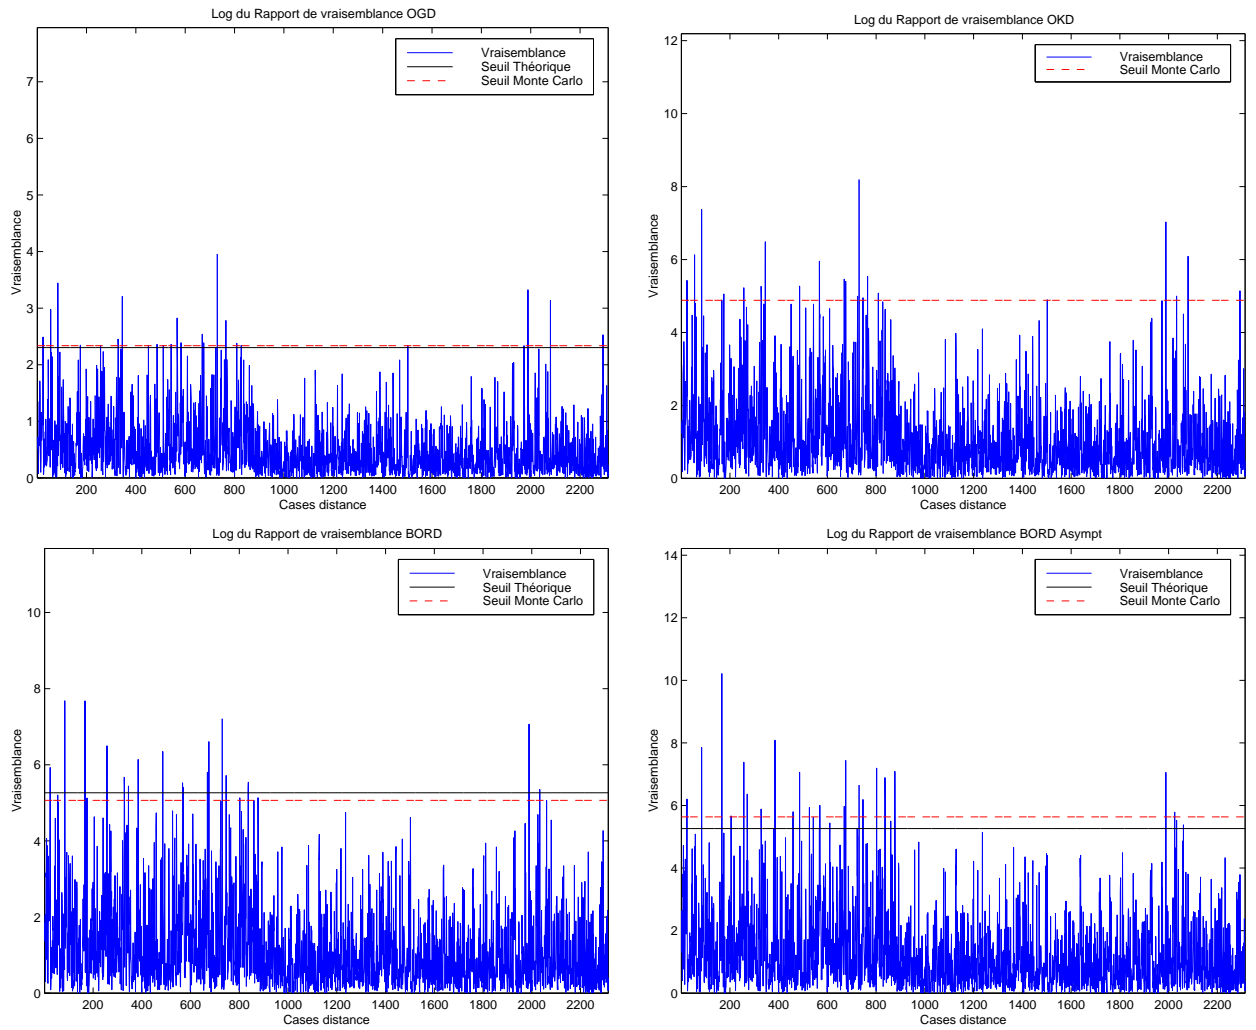 Log du Rapport de vraisemblance OGD
Vraisemblance
Seuil Théorique
Seuil Monte Carlo
Vraisemblance
7
6
5
4
3
2
1
0
200 400 600 800 1000 1200 1400 1600 1800 2000 2200
Cases distance
Log du Rapport de vraisemblance OKD
Vraisemblance
Seuil Monte Carlo
Vraisemblance
12
10
8
6
4
2
0
200 400 600 800 1000 1200 1400 1600 1800 2000 2200
Cases distance
Log du Rapport de vraisemblance BORD
Vraisemblance
Seuil Théorique
Seuil Monte Carlo
Vraisemblance
10
8
6
4
2
0
200 400 600 800 1000 1200 1400 1600 1800 2000 2200
Cases distance
Log du Rapport de vraisemblance BORD Asympt
Vraisemblance
Seuil Théorique
Seuil Monte Carlo
Vraisemblance
14
12
10
8
6
4
2
0
200 400 600 800 1000 1200 1400 1600 1800 2000 2200
Cases distance